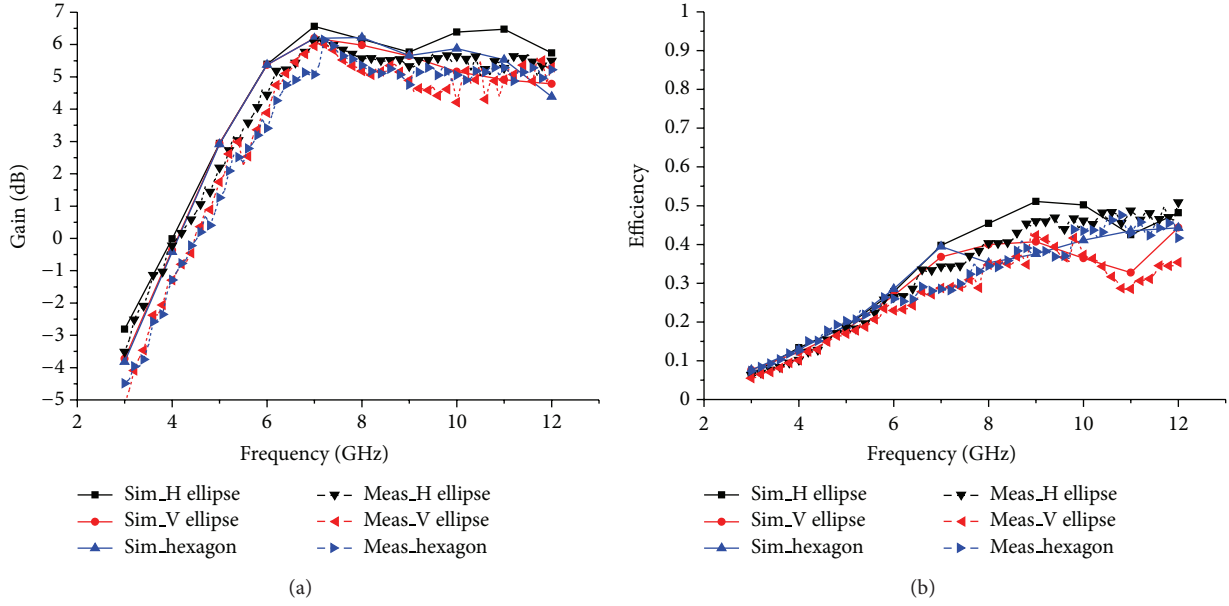 7
6
5
4
3
2
1
0
−1
−2
−3
−4
−5
Gain (dB)
2 4 6 8 10 12
Frequency (GHz)
Sim_H ellipse
Sim_V ellipse
Sim_hexagon
Meas_H ellipse
Meas_V ellipse
Meas_hexagon
(a)
1
0.9
0.8
0.7
0.6
0.5
0.4
0.3
0.2
0.1
0
Efficiency
2 4 6 8 10 12
Frequency (GHz)
Sim_H ellipse
Sim_V ellipse
Sim_hexagon
Meas_H ellipse
Meas_V ellipse
Meas_hexagon
(b)